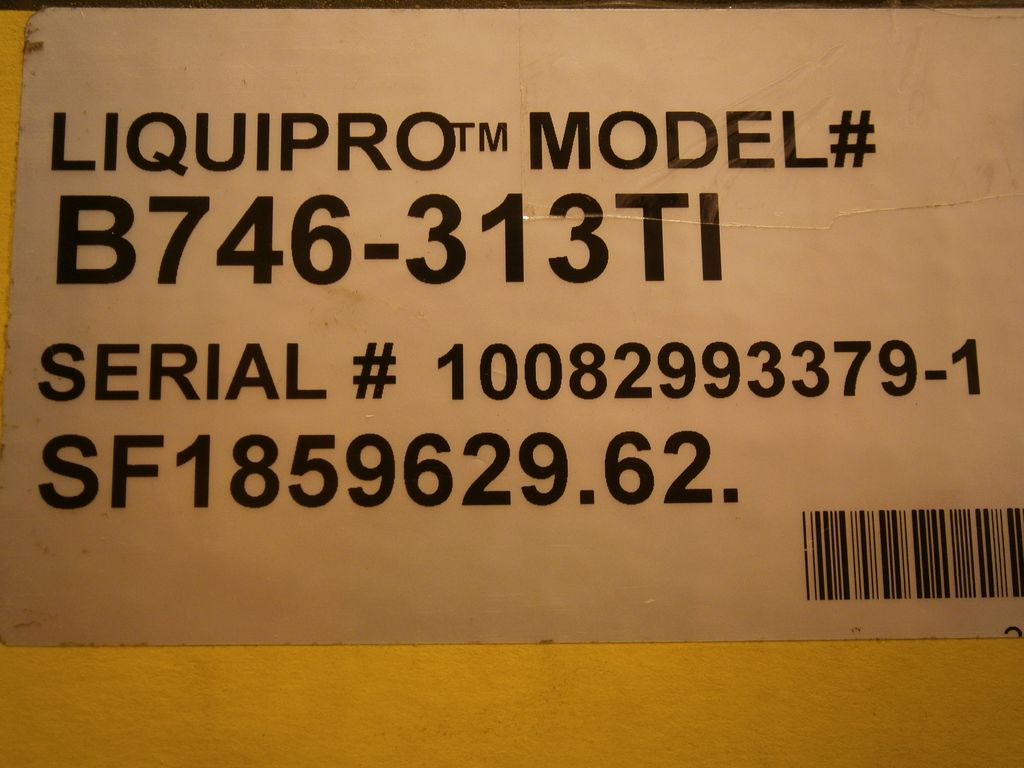 LIQUIPRO™ MODEL#
B746-313TI
SERIAL # 10082993379-1
SF1859629.62.